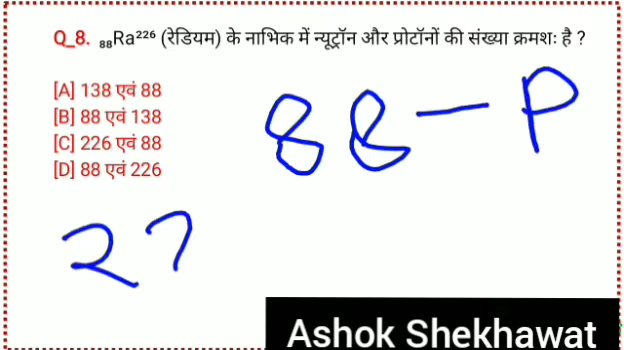 Q_8. ₈₈Ra²²⁶ (रेडियम) के नाभिक में न्यूट्रॉन और प्रोटॉनों की संख्या क्रमशः है ?
[A] 138 एवं 88
[B] 88 एवं 138
[C] 226 एवं 88
[D] 88 एवं 226
88 — P
22
Ashok Shekhawat